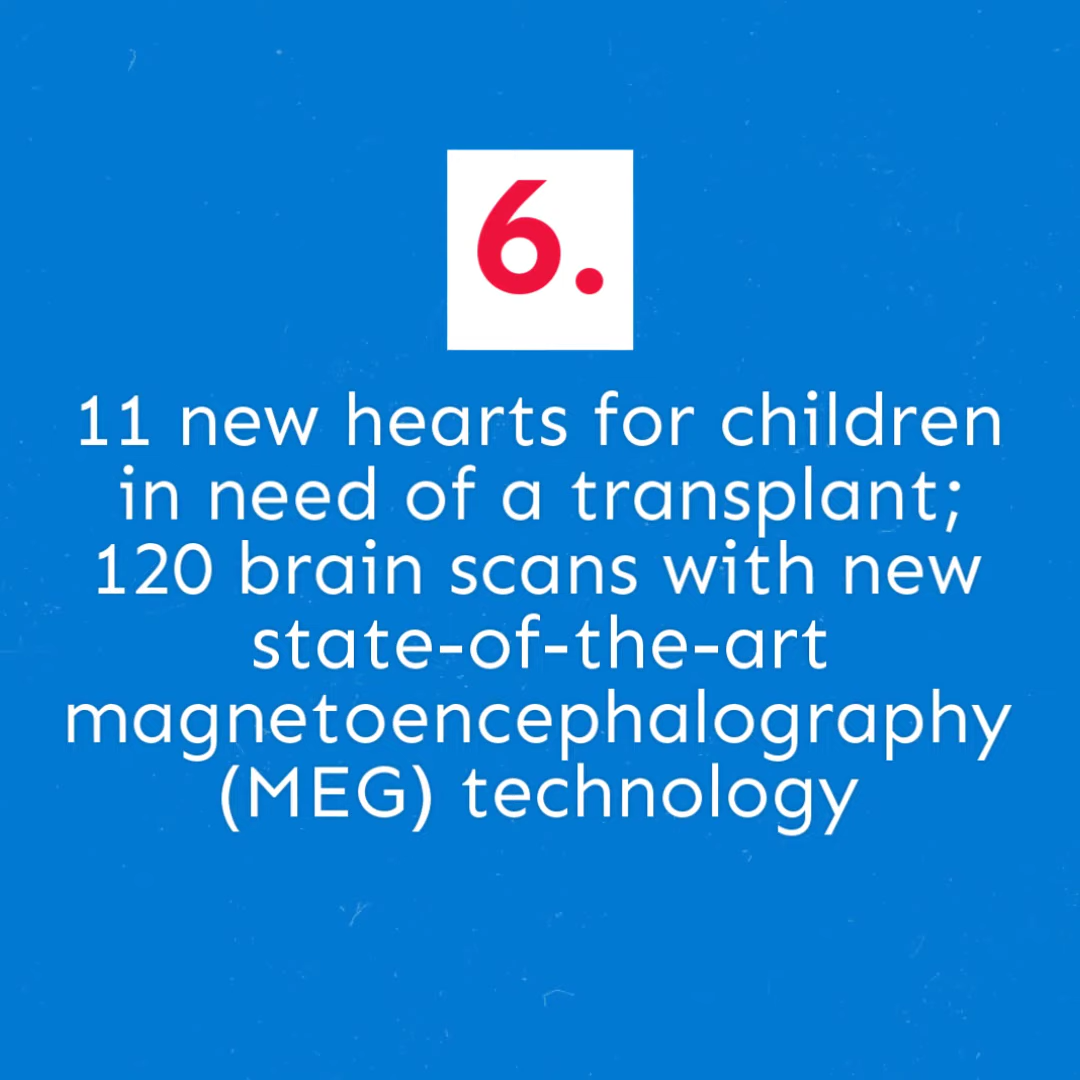 6.
11 new hearts for children
in need of a transplant;
120 brain scans with new
state-of-the-art
magnetoencephalography
(MEG) technology